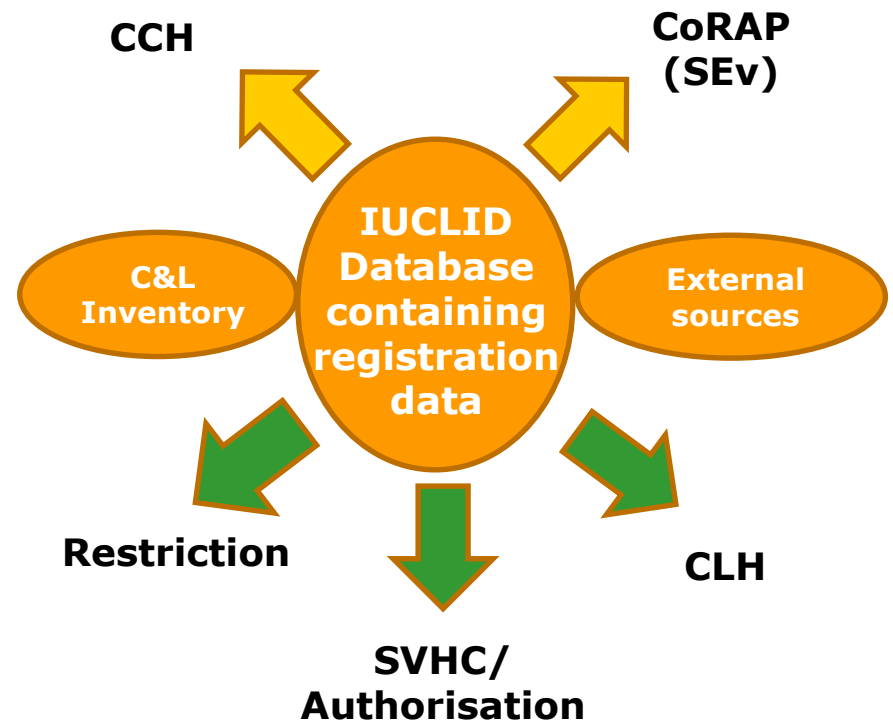 CCH
CoRAP
(SEv)
IUCLID
Database
containing
registration
data
C&L
Inventory
External
sources
Restriction
CLH
SVHC/
Authorisation